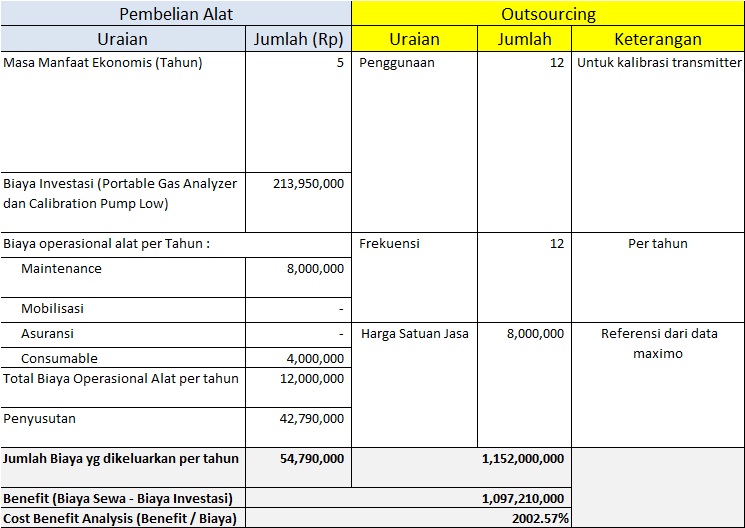 Pembelian Alat Outsourcing
Uraian Jumlah (Rp) Uraian Jumlah Keterangan
Masa Manfaat Ekonomis (Tahun) 5 Penggunaan 12 Untuk kalibrasi transmitter
Biaya Investasi (Portable Gas Analyzer 213,950,000
dan Calibration Pump Low)
Biaya operasional alat per Tahun : Frekuensi 12 Per tahun
Maintenance 8,000,000
Mobilisasi -
Asuransi - Harga Satuan Jasa 8,000,000 Referensi dari data
maximo
Consumable 4,000,000
Total Biaya Operasional Alat per tahun 12,000,000
Penyusutan 42,790,000
Jumlah Biaya yg dikeluarkan per tahun 54,790,000 1,152,000,000
Benefit (Biaya Sewa - Biaya Investasi) 1,097,210,000
Cost Benefit Analysis (Benefit / Biaya) 2002.57%